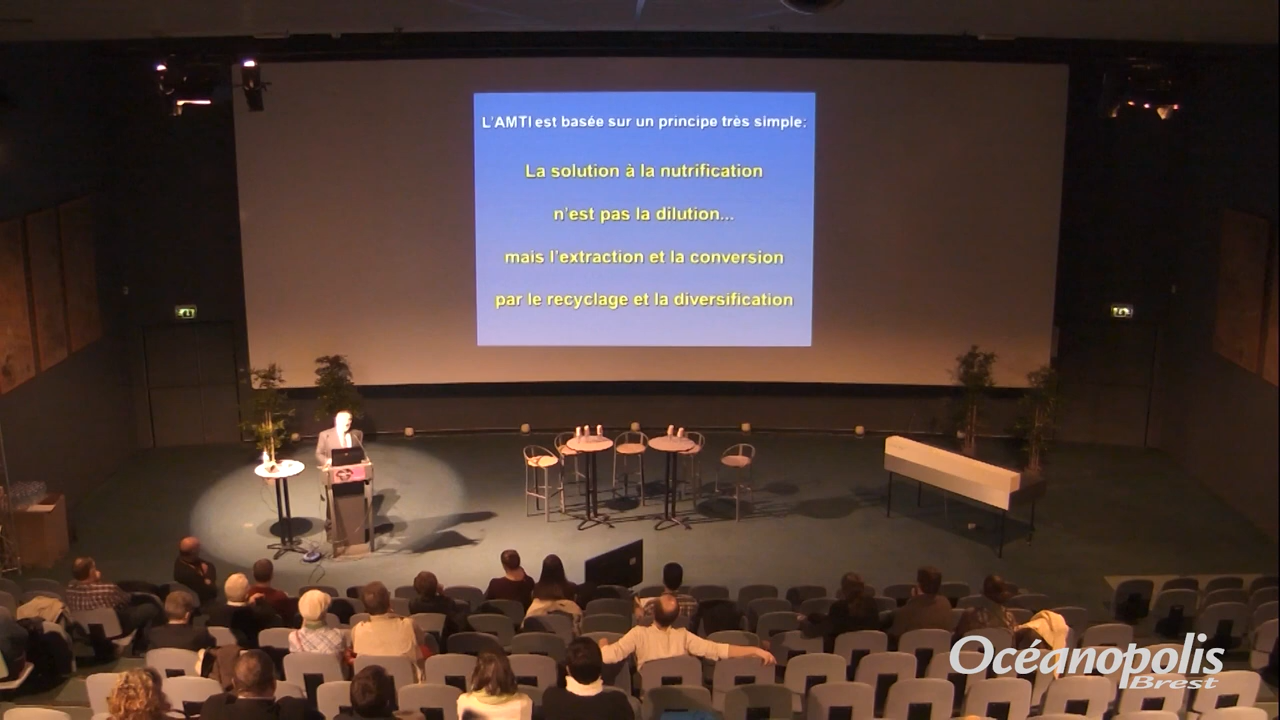 L'AMTI est basée sur un principe très simple:
La solution à la nutrification
n'est pas la dilution...
mais l'extraction et la conversion
par le recyclage et la diversification
Océanopolis
Brest